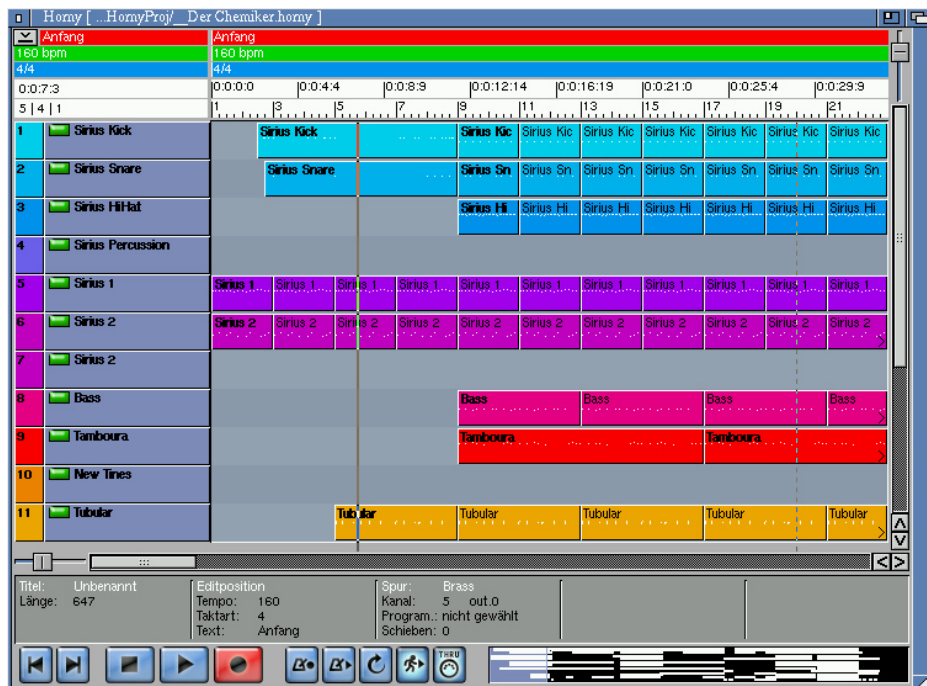 Horny [ ...HornyProj/__Der Chemiker.horny ]
Anfang Anfang
160 bpm 160 bpm
4/4 4/4
0:0:7:3 0:0:0:0 0:0:4:4 0:0:8:9 0:0:12:14 0:0:16:19 0:0:21:0 0:0:25:4 0:0:29:9
5 | 4 | 1 1 3 5 7 9 11 13 15 17 19 21
1 Sirius Kick Sirius Kick Sirius Kic Sirius Kic Sirius Kic Sirius Kic Sirius Kic Sirius Kic Sirius Kic
2 Sirius Snare Sirius Snare Sirius Sn Sirius Sn Sirius Sn Sirius Sn Sirius Sn Sirius Sn Sirius Sn
3 Sirius HiHat Sirius Hi Sirius Hi Sirius Hi Sirius Hi Sirius Hi Sirius Hi Sirius Hi
4 Sirius Percussion
5 Sirius 1 Sirius 1 Sirius 1 Sirius 1 Sirius 1 Sirius 1 Sirius 1 Sirius 1 Sirius 1 Sirius 1 Sirius 1 Sirius 1
6 Sirius 2 Sirius 2 Sirius 2 Sirius 2 Sirius 2 Sirius 2 Sirius 2 Sirius 2 Sirius 2 Sirius 2 Sirius 2 Sirius 2
7 Sirius 2
8 Bass Bass Bass Bass Bass
9 Tamboura Tamboura Tamboura
10 New Tines
11 Tubular Tubular Tubular Tubular Tubular Tubular
Titel: Unbenannt Editposition Spur: Brass
Länge: 647 Tempo: 160 Kanal: 5 out.0
Taktart: 4 Program.: nicht gewählt
Text: Anfang Schieben: 0
THRU